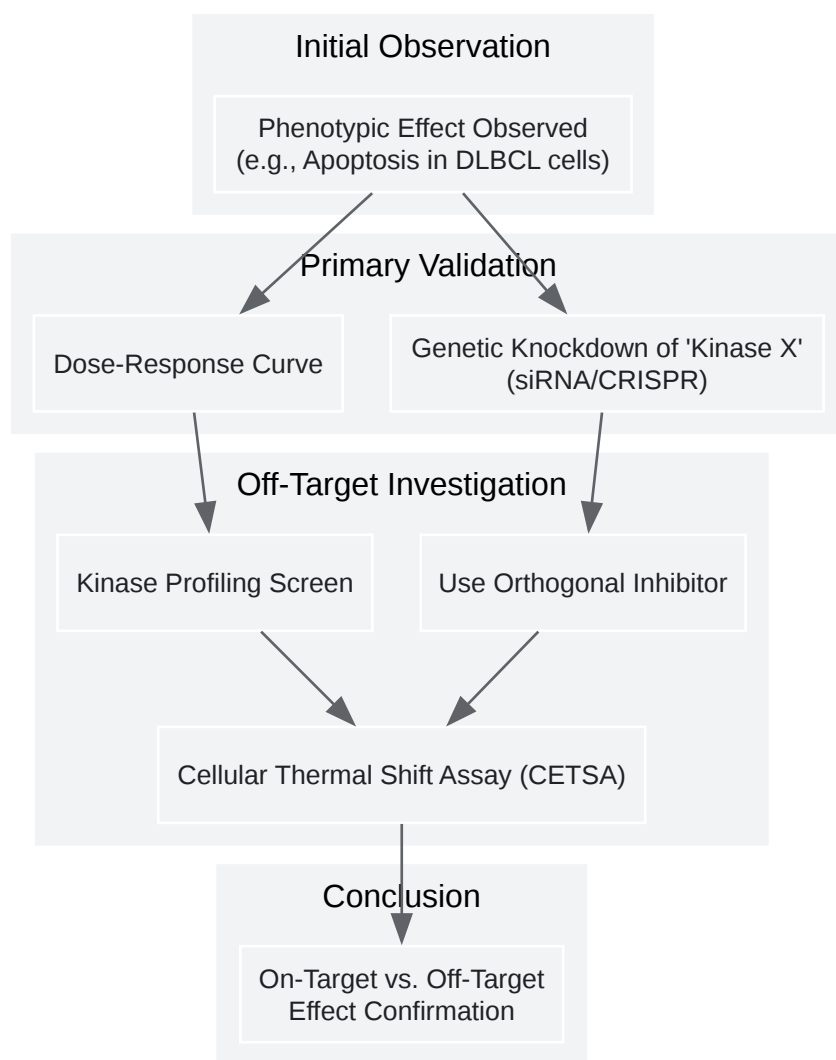 Initial Observation
Phenotypic Effect Observed
(e.g., Apoptosis in DLBCL cells)
Primary Validation
Dose-Response Curve
Genetic Knockdown of 'Kinase X'
(siRNA/CRISPR)
Off-Target Investigation
Kinase Profiling Screen
Use Orthogonal Inhibitor
Cellular Thermal Shift Assay (CETSA)
Conclusion
On-Target vs. Off-Target
Effect Confirmation